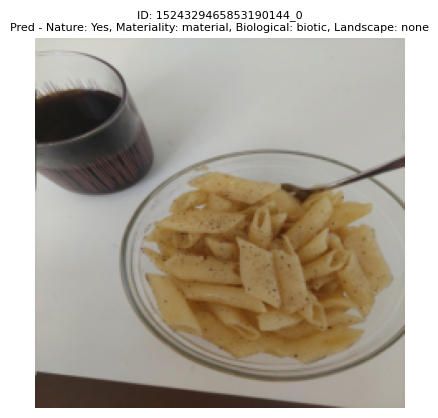 ID: 1524329465853190144_0
Pred - Nature: Yes, Materiality: material, Biological: biotic, Landscape: none